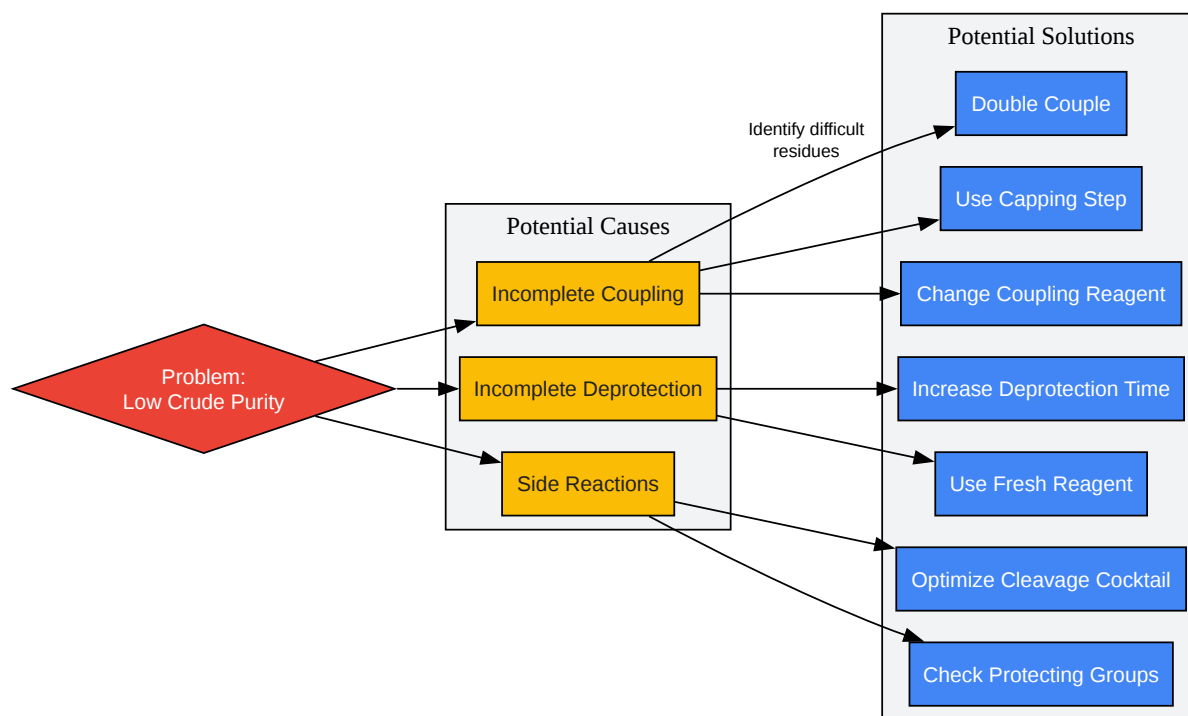 Problem:
Low Crude Purity
Potential Causes
Incomplete Coupling
Incomplete Deprotection
Side Reactions
Identify difficult
residues
Potential Solutions
Double Couple
Use Capping Step
Change Coupling Reagent
Increase Deprotection Time
Use Fresh Reagent
Optimize Cleavage Cocktail
Check Protecting Groups